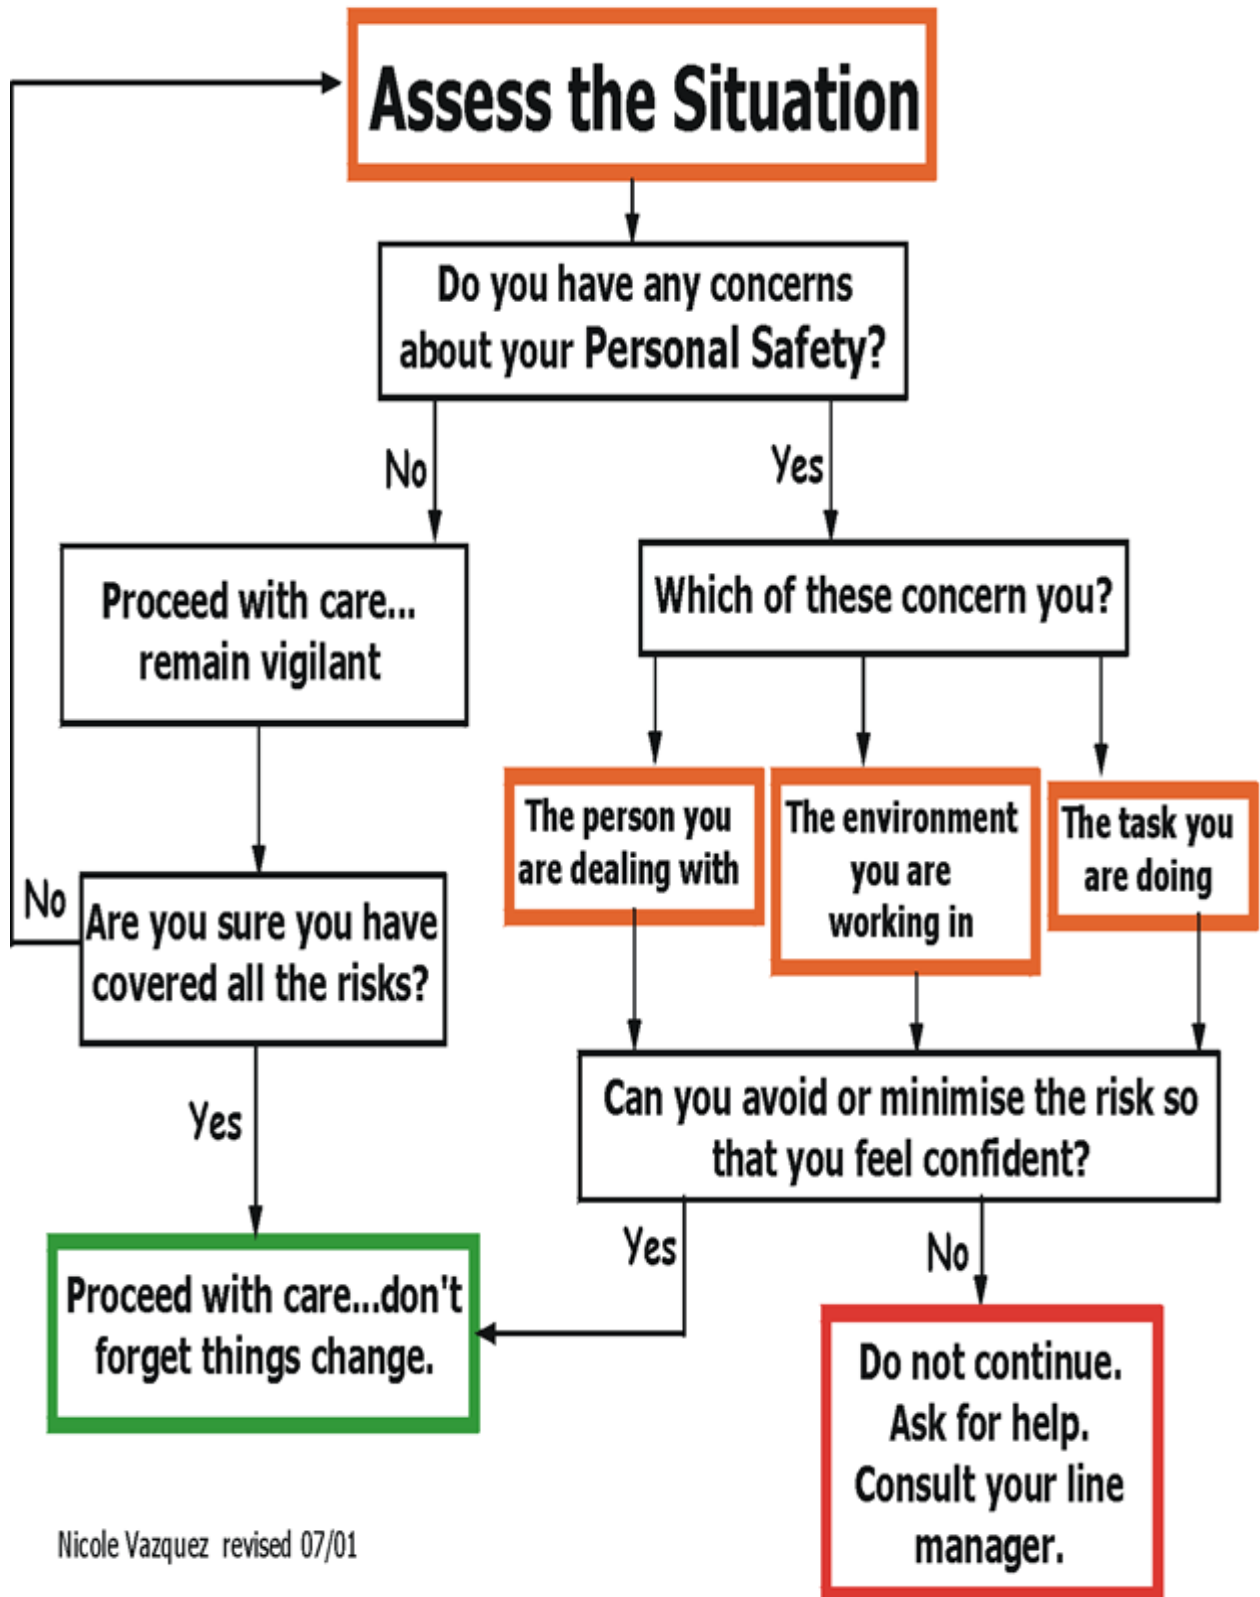 Assess the Situation
Do you have any concerns
about your Personal Safety?
No
Yes
Proceed with care...
remain vigilant
Which of these concern you?
The person you
are dealing with
The environment
you are
working in
The task you
are doing
No
Are you sure you have
covered all the risks?
Can you avoid or minimise the risk so
that you feel confident?
Yes
Yes
No
Proceed with care...don't
forget things change.
Do not continue.
Ask for help.
Consult your line
manager.
Nicole Vazquez revised 07/01